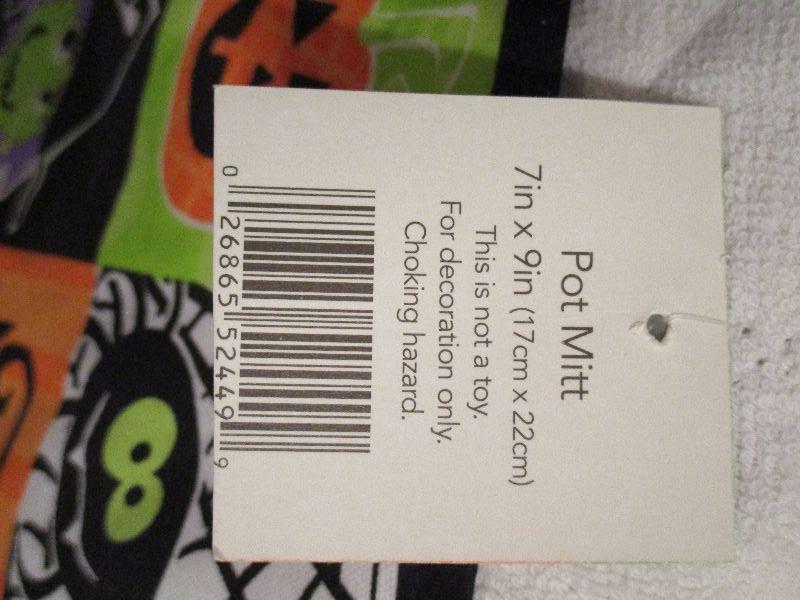 Pot Mitt
7in x 9in (17cm x 22cm)
This is not a toy.
For decoration only.
Choking hazard.
0 26865 52449 9